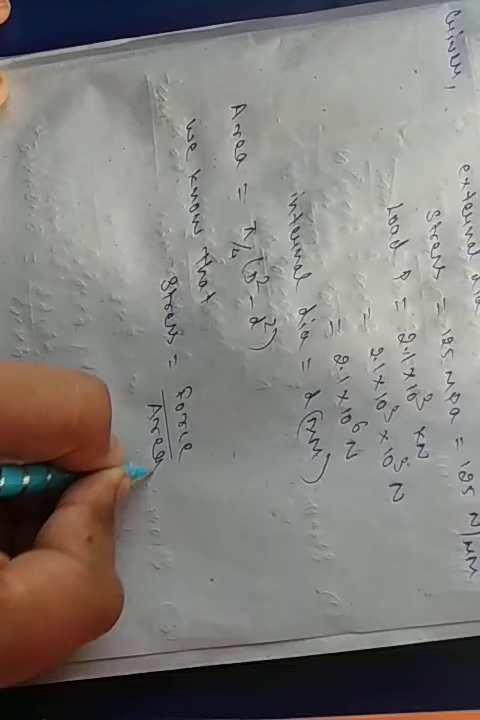 Given,
external dia
Stress = 125 MPa = 125 N/mm
Load P = 2.1 × 10³ kN
= 2.1 × 10³ × 10³ N
= 2.1 × 10⁶ N
internal dia = d (mm)
Area = π/4 (D² - d²)
we know that
Stress = Force
Area